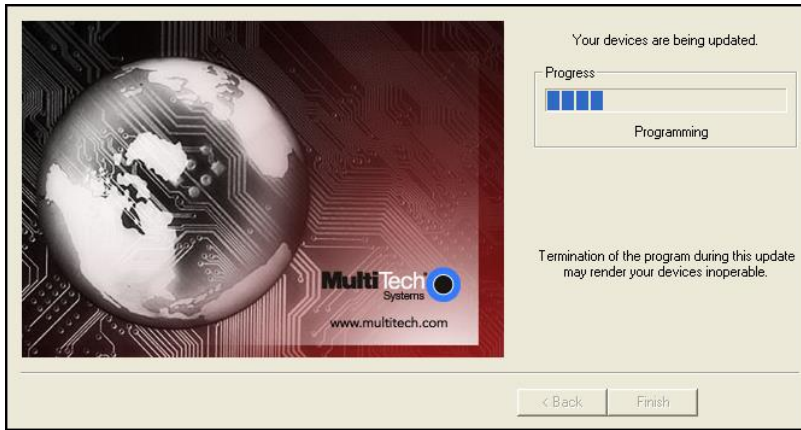 Your devices are being updated.
Progress
Programming
Termination of the program during this update
may render your devices inoperable.
MultiTech
Systems
www.multitech.com
< Back
Finish